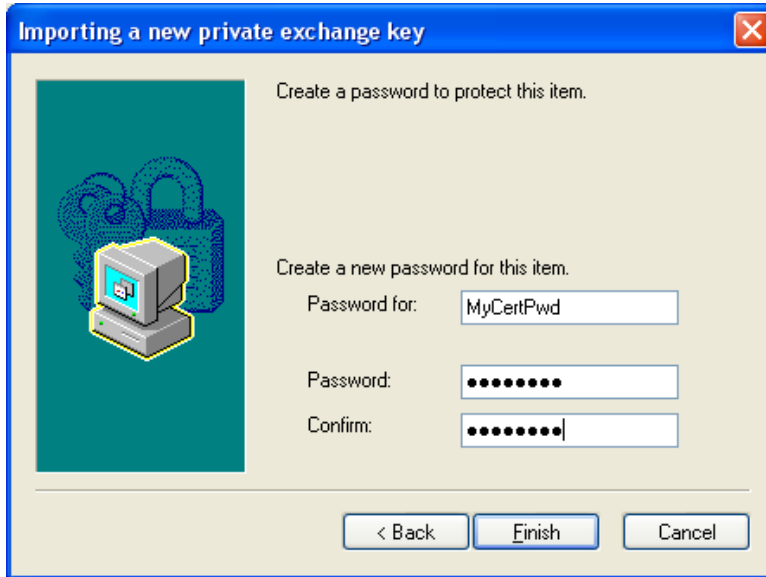 Importing a new private exchange key
Create a password to protect this item.
Create a new password for this item.
Password for: MyCertPwd
Password: ●●●●●●●●
Confirm: ●●●●●●●●
< Back Finish Cancel